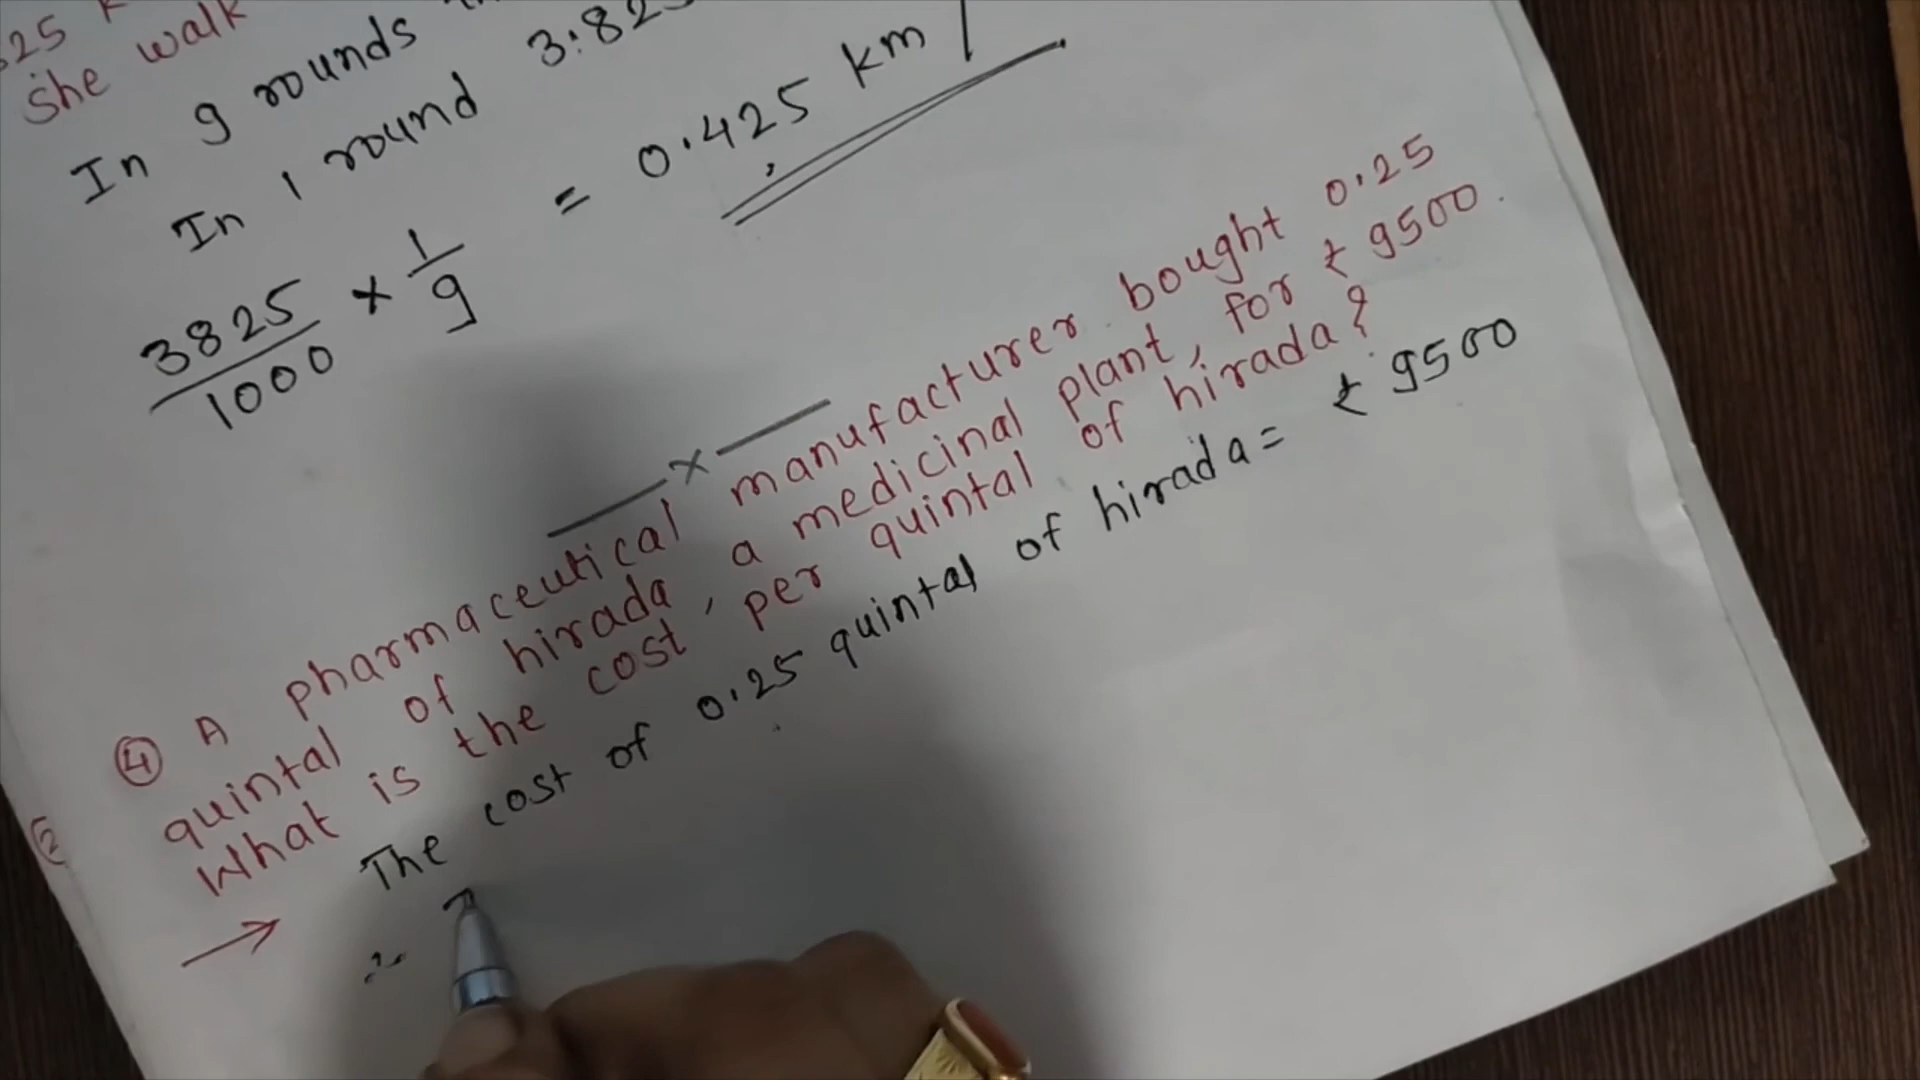 .25 K
She walk
In 9 rounds
In 1 round 3.82
3825/1000 × 1/9 = 0.425 km
×
④ A pharmaceutical manufacturer bought 0.25
quintal of hirada, a medicinal plant, for ₹ 9500.
What is the cost per quintal of hirada?
→ The cost of 0.25 quintal of hirada = ₹ 9500
∴ T
②